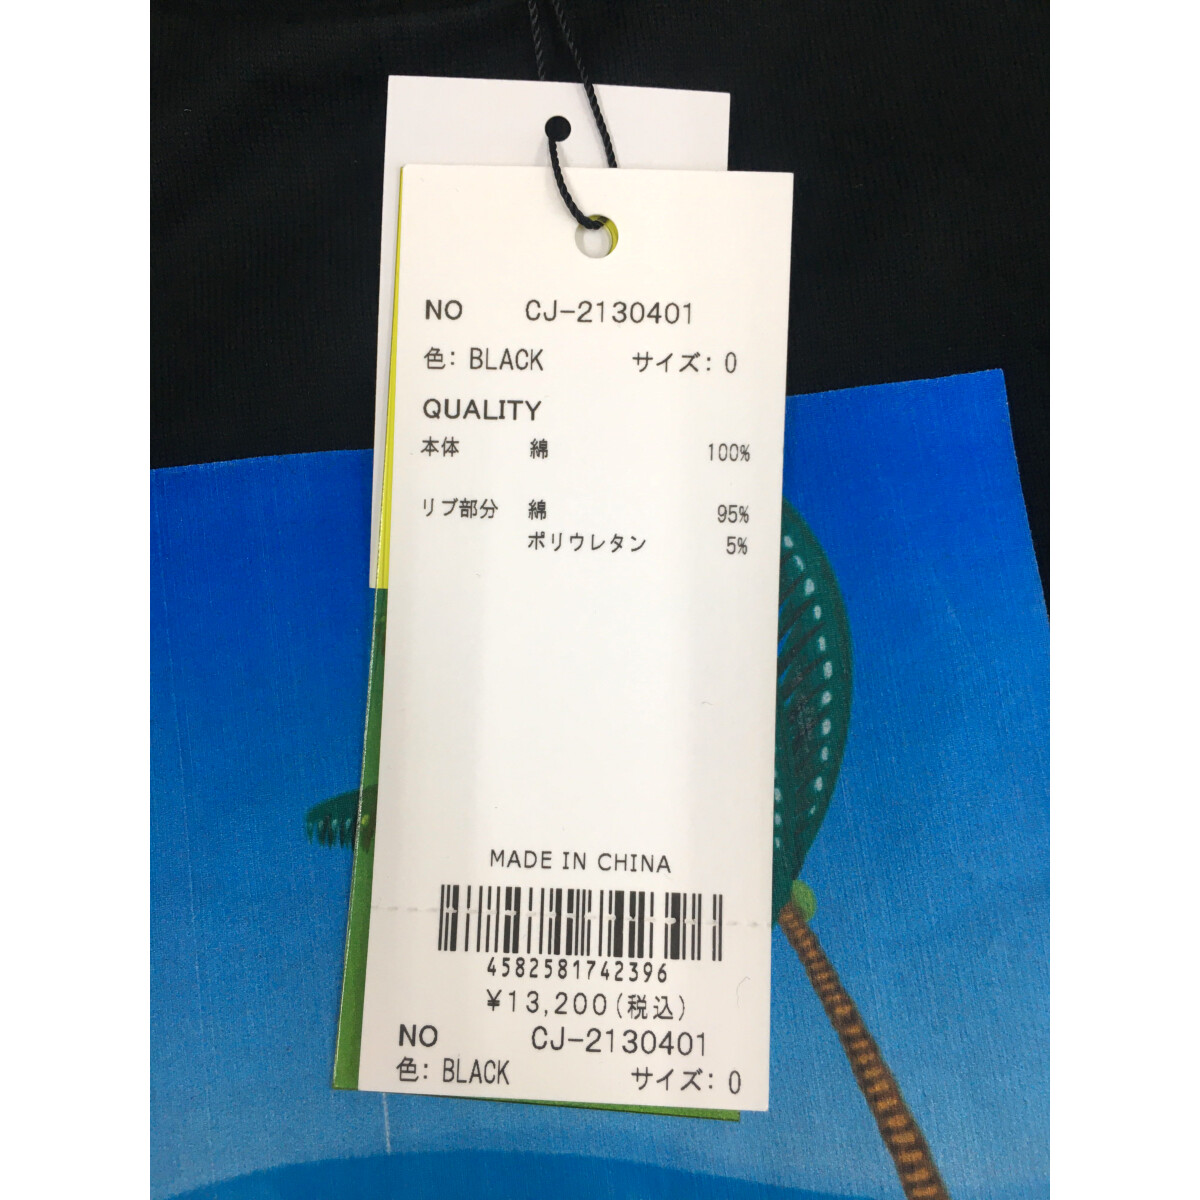 NO CJ-2130401
色: BLACK サイズ: 0
QUALITY
本体 綿 100%
リブ部分 綿 95%
ポリウレタン 5%
MADE IN CHINA
4582581742396
¥13,200(税込)
NO CJ-2130401
色: BLACK サイズ: 0